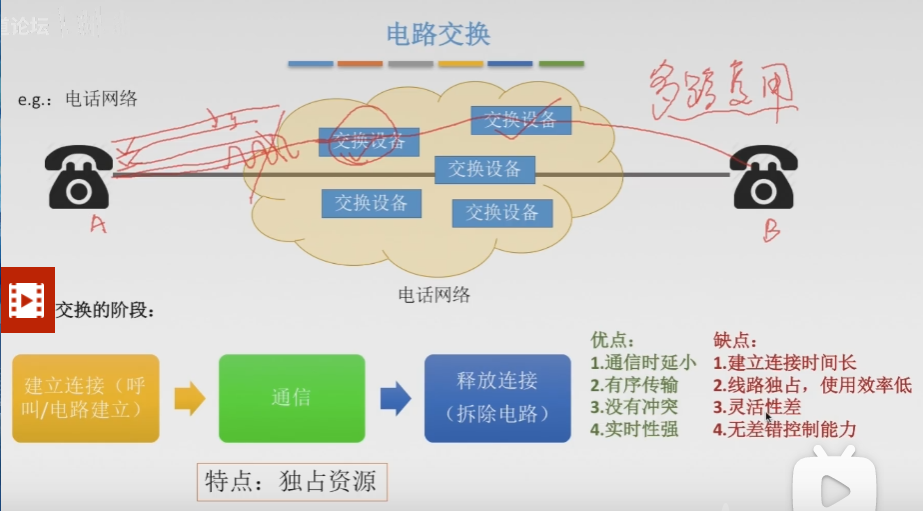 道论坛
电路交换
e.g.：电话网络
多路复用
交换设备
交换设备
交换设备
交换设备
交换设备
A
B
电话网络
交换的阶段：
建立连接（呼
叫/电路建立）
通信
释放连接
（拆除电路）
优点：
1.通信时延小
2.有序传输
3.没有冲突
4.实时性强
缺点：
1.建立连接时间长
2.线路独占，使用效率低
3.灵活性差
4.无差错控制能力
特点：独占资源